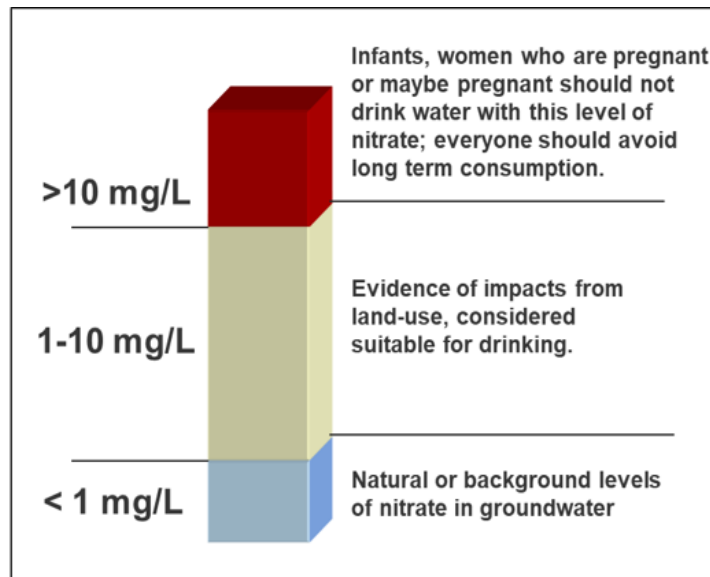 Infants, women who are pregnant
or maybe pregnant should not
drink water with this level of
nitrate; everyone should avoid
long term consumption.
>10 mg/L
Evidence of impacts from
land-use, considered
suitable for drinking.
1-10 mg/L
Natural or background levels
of nitrate in groundwater
< 1 mg/L